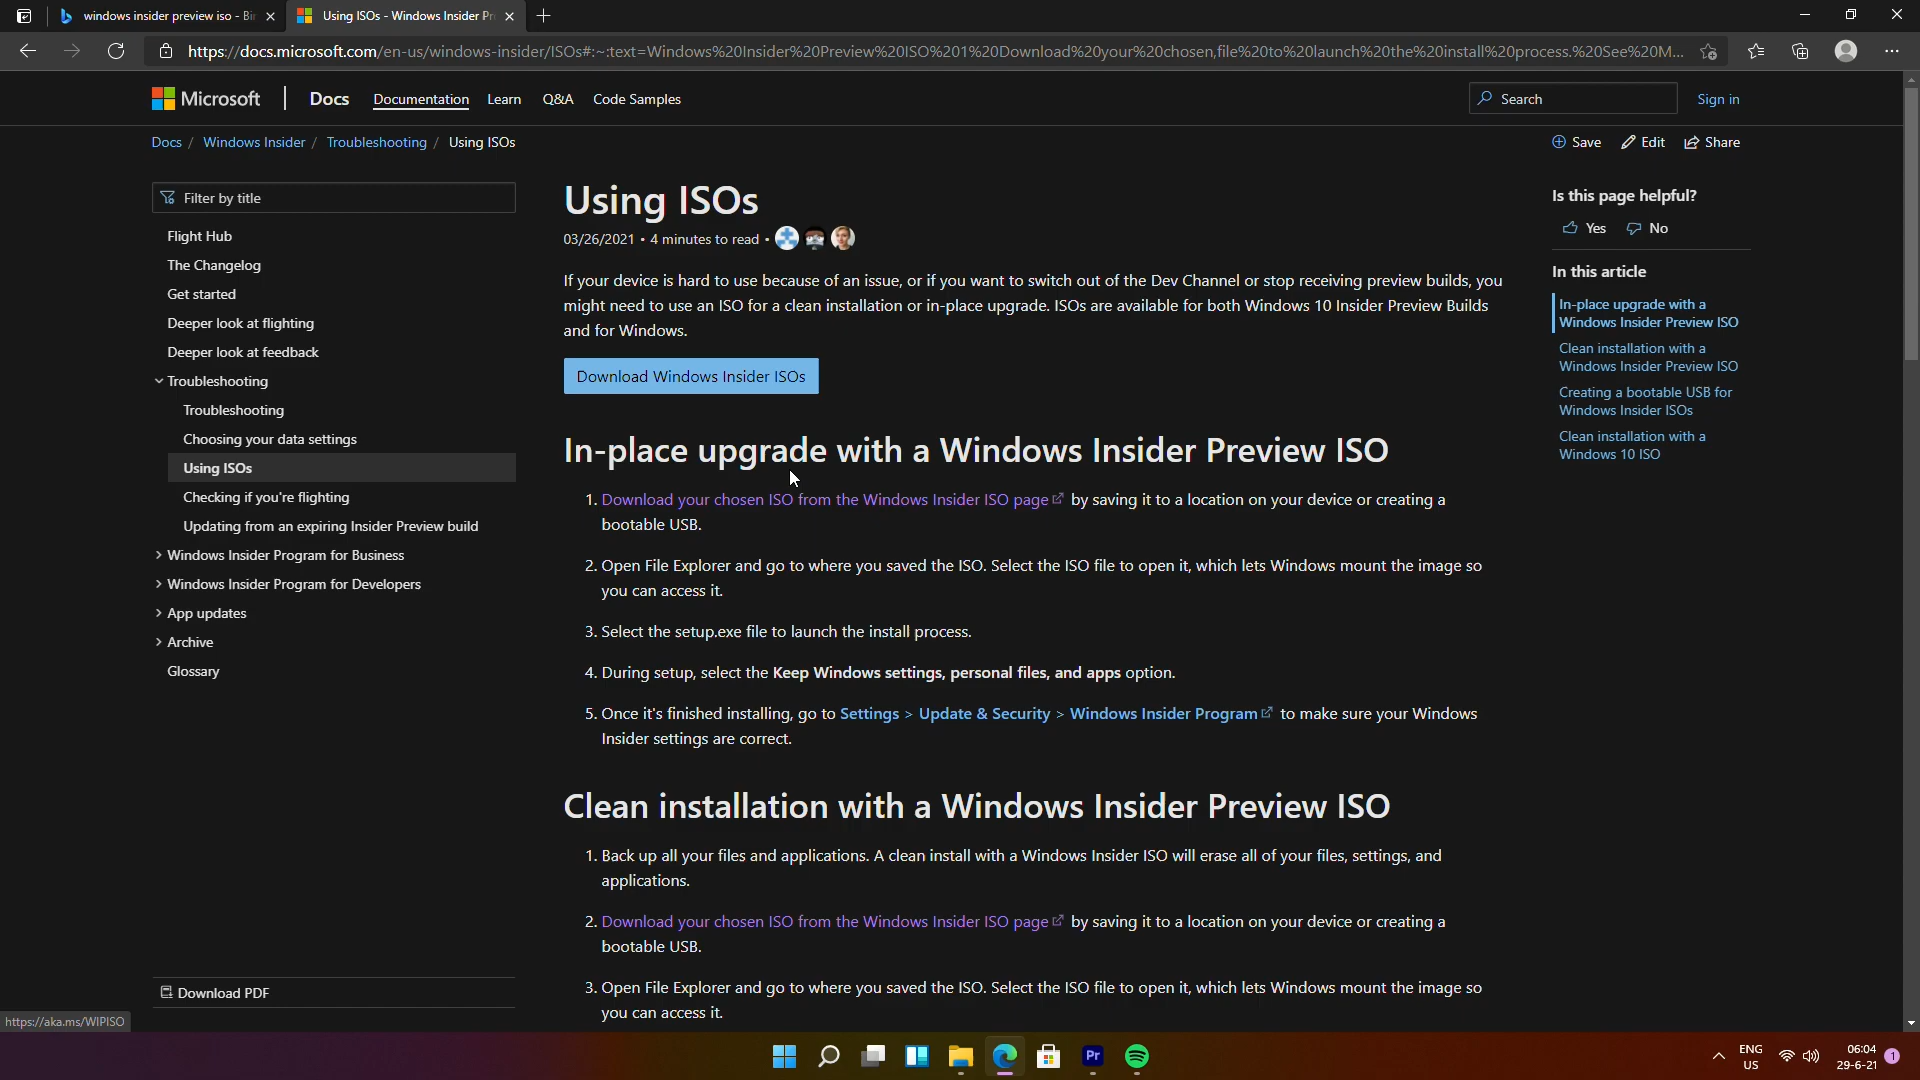 windows insider preview iso - Bi
Using ISOs - Windows Insider Pr
https://docs.microsoft.com/en-us/windows-insider/ISOs#:~:text=Windows%20Insider%20Preview%20ISO%201%20Download%20your%20chosen,file%20to%20launch%20the%20install%20process.%20See%20M...
Microsoft
Docs
Documentation
Learn
Q&A
Code Samples
Search
Sign in
Docs / Windows Insider / Troubleshooting / Using ISOs
Save
Edit
Share
Filter by title
Flight Hub
The Changelog
Get started
Deeper look at flighting
Deeper look at feedback
Troubleshooting
Troubleshooting
Choosing your data settings
Using ISOs
Checking if you're flighting
Updating from an expiring Insider Preview build
Windows Insider Program for Business
Windows Insider Program for Developers
App updates
Archive
Glossary
Download PDF
Using ISOs
03/26/2021 • 4 minutes to read •
If your device is hard to use because of an issue, or if you want to switch out of the Dev Channel or stop receiving preview builds, you
might need to use an ISO for a clean installation or in-place upgrade. ISOs are available for both Windows 10 Insider Preview Builds
and for Windows.
Download Windows Insider ISOs
In-place upgrade with a Windows Insider Preview ISO
1. Download your chosen ISO from the Windows Insider ISO page by saving it to a location on your device or creating a
bootable USB.
2. Open File Explorer and go to where you saved the ISO. Select the ISO file to open it, which lets Windows mount the image so
you can access it.
3. Select the setup.exe file to launch the install process.
4. During setup, select the Keep Windows settings, personal files, and apps option.
5. Once it's finished installing, go to Settings > Update & Security > Windows Insider Program to make sure your Windows
Insider settings are correct.
Clean installation with a Windows Insider Preview ISO
1. Back up all your files and applications. A clean install with a Windows Insider ISO will erase all of your files, settings, and
applications.
2. Download your chosen ISO from the Windows Insider ISO page by saving it to a location on your device or creating a
bootable USB.
3. Open File Explorer and go to where you saved the ISO. Select the ISO file to open it, which lets Windows mount the image so
you can access it.
Is this page helpful?
Yes
No
In this article
In-place upgrade with a
Windows Insider Preview ISO
Clean installation with a
Windows Insider Preview ISO
Creating a bootable USB for
Windows Insider ISOs
Clean installation with a
Windows 10 ISO
https://aka.ms/WIPISO
Pr
ENG
US
06:04
29-6-21
1